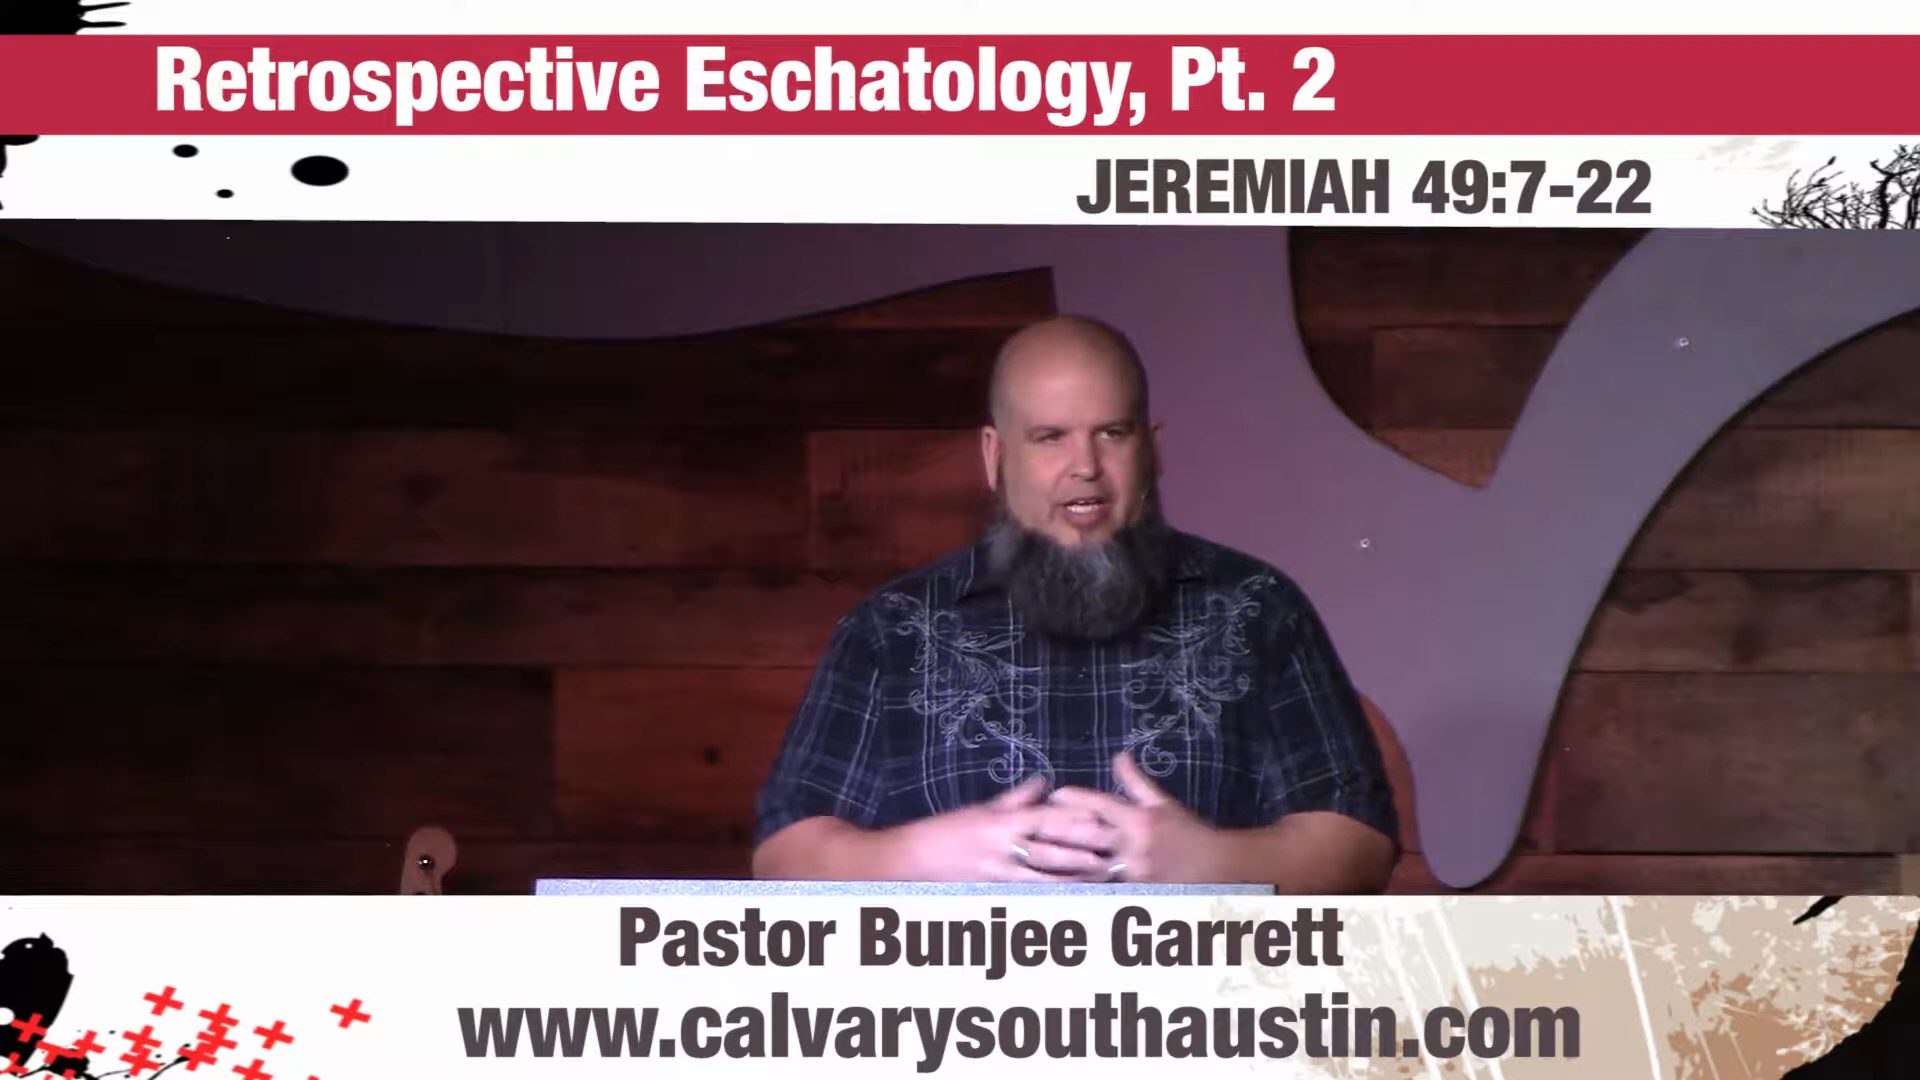 Retrospective Eschatology, Pt. 2
JEREMIAH 49:7-22
Pastor Bunjee Garrett
www.calvarysouthaustin.com